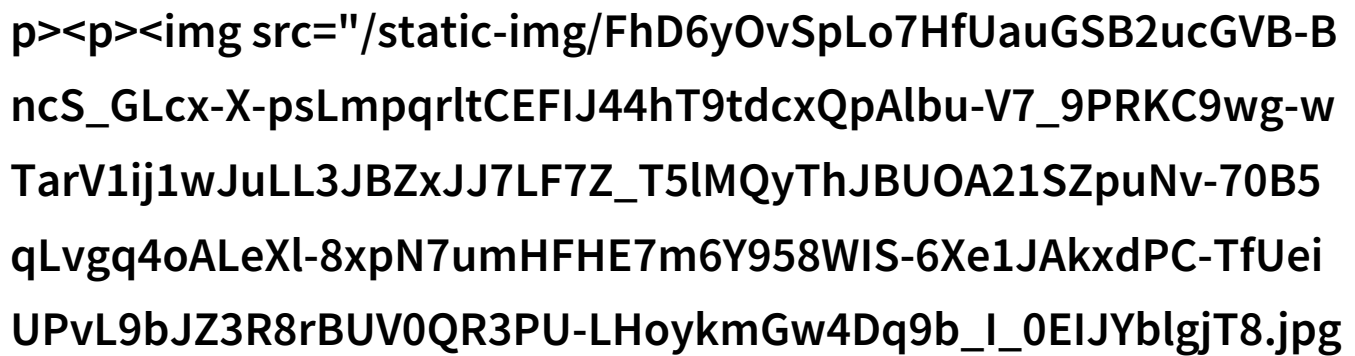 p><p><img src="/static-img/FhD6yOvSpLo7HfUauGSB2ucGVB-B
ncS_GLcx-X-psLmpqrltCEFIJ44hT9tdcxQpAlbu-V7_9PRKC9wg-w
TarV1ij1wJuLL3JBZxJJ7LF7Z_T5lMQyThJBUOA21SZpuNv-70B5
qLvgq4oALeXl-8xpN7umHFHE7m6Y958WIS-6Xe1JAkxdPC-TfUei
UPvL9bJZ3R8rBUV0QR3PU-LHoykmGw4Dq9b_I_0EIJYblgjT8.jpg